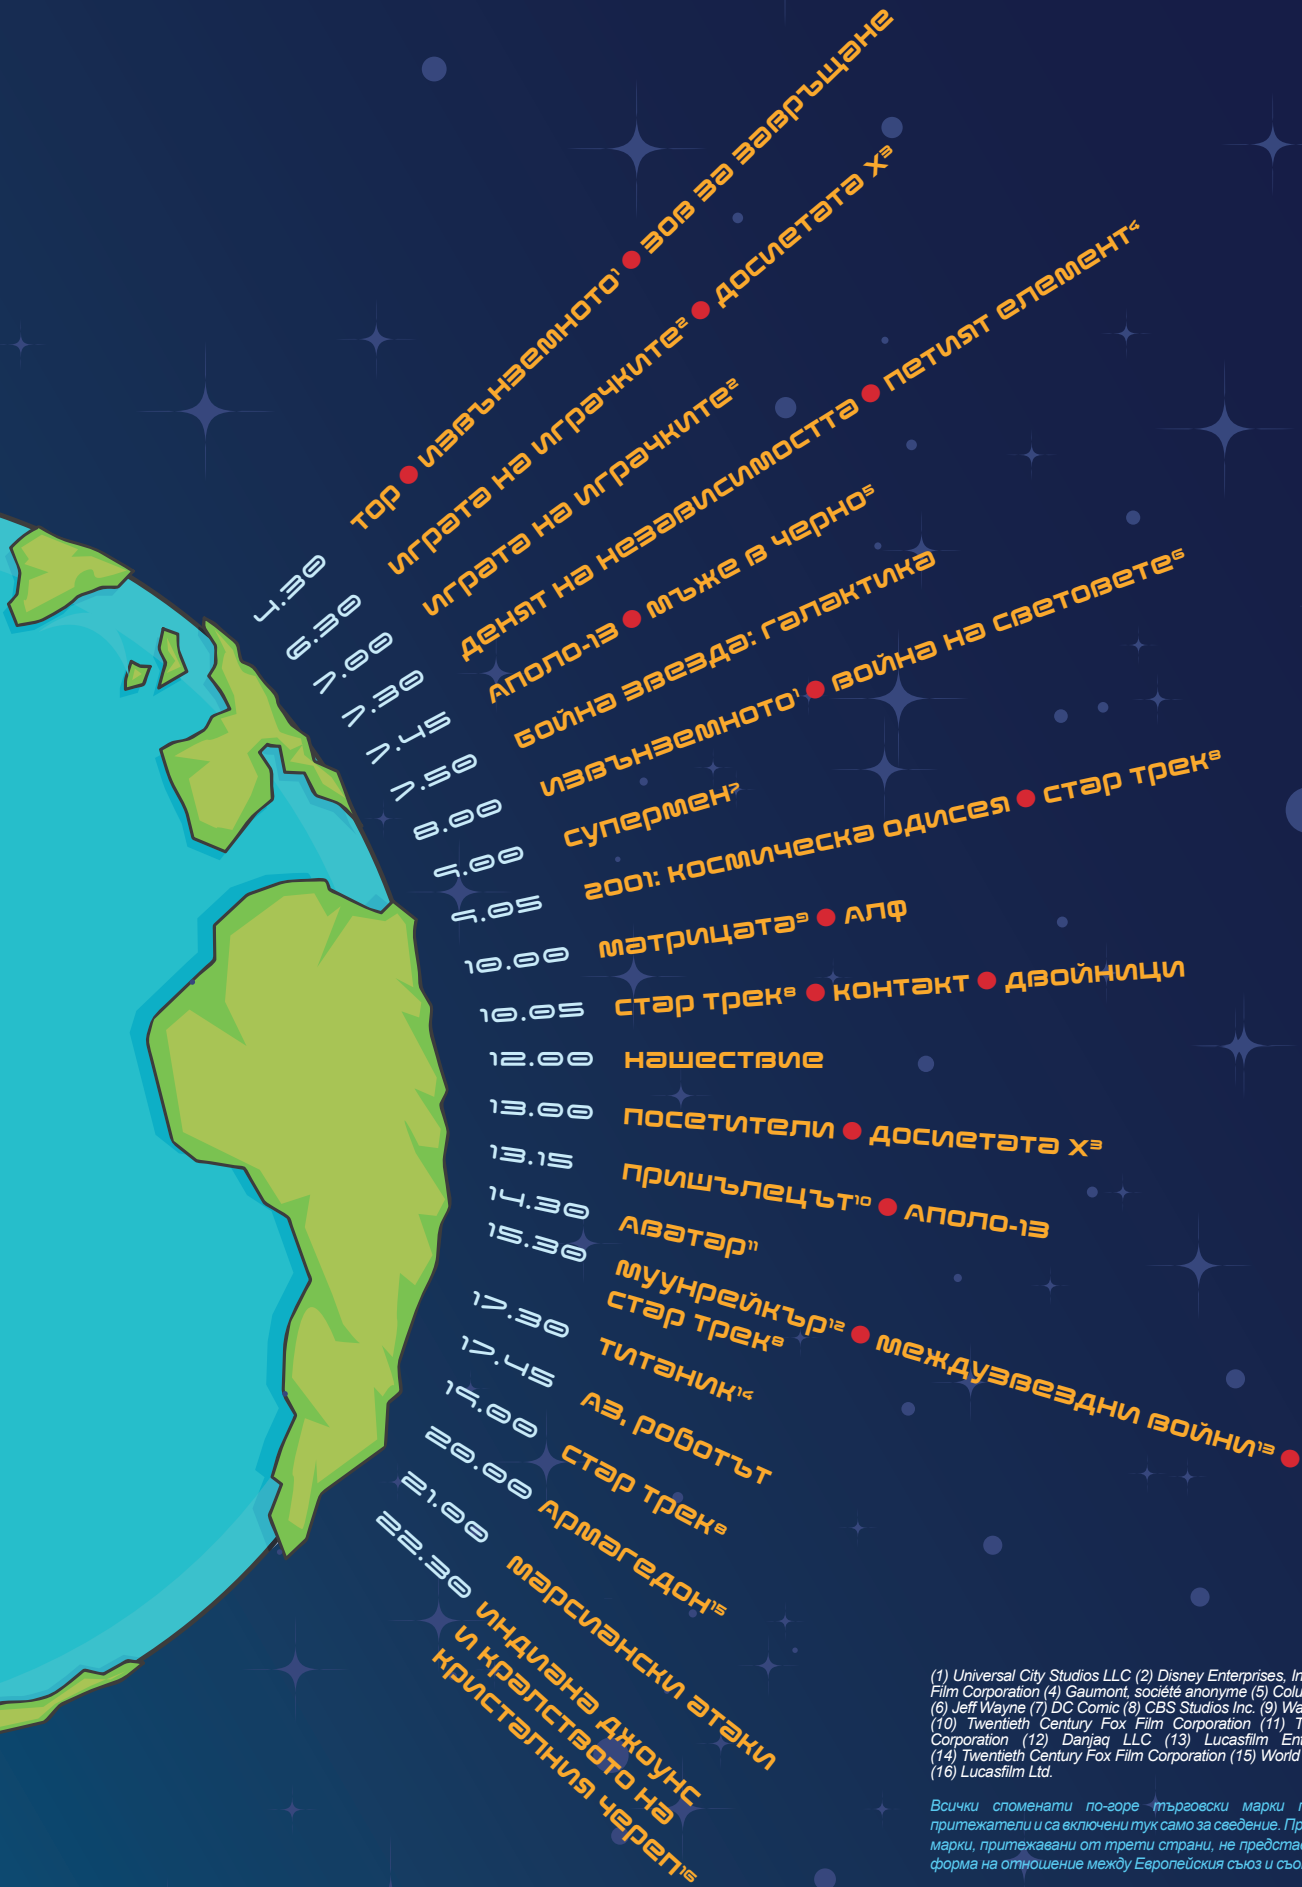 4.30 ТОР ● ИЗВЪНЗЕМНОТО¹ ● ЗОВ ЗА ЗАВРЪЩАНЕ
6.30 ИГРАТА НА ИГРАЧКИТЕ² ● ДОСИЕТАТА Х³
7.00 ИГРАТА НА ИГРАЧКИТЕ²
7.30 ДЕНЯТ НА НЕЗАВИСИМОСТТА ● ПЕТИЯТ ЕЛЕМЕНТ⁴
7.45 АПОЛО-13 ● МЪЖЕ В ЧЕРНО⁵
7.50 БОЙНА ЗВЕЗДА: ГАЛАКТИКА
8.00 ИЗВЪНЗЕМНОТО¹ ● ВОЙНА НА СВЕТОВЕТЕ⁶
9.00 СУПЕРМЕН⁷
9.05 2001: КОСМИЧЕСКА ОДИСЕЯ ● СТАР ТРЕК⁸
10.00 МАТРИЦАТА⁹ ● АЛФ
10.05 СТАР ТРЕК⁸ ● КОНТАКТ ● ДВОЙНИЦИ
12.00 НАШЕСТВИЕ
13.00 ПОСЕТИТЕЛИ ● ДОСИЕТАТА Х³
13.15 ПРИШЪЛЕЦЪТ¹⁰ ● АПОЛО-13
14.30 АВАТАР¹¹
15.30 МУУНРЕЙКЪР¹² ● МЕЖДУЗВЕЗДНИ ВОЙНИ¹³ ●
СТАР ТРЕК⁸
17.30 ТИТАНИК¹⁴
17.45 АЗ, РОБОТЪТ
19.00 СТАР ТРЕК⁸
20.00 АРМАГЕДОН¹⁵
21.00 МАРСИАНСКИ АТАКИ
22.30 ИНДИАНА ДЖОУНС
И КРАЛСТВОТО НА
КРИСТАЛНИЯ ЧЕРЕП¹⁶
(1) Universal City Studios LLC (2) Disney Enterprises, In
Film Corporation (4) Gaumont, société anonyme (5) Colu
(6) Jeff Wayne (7) DC Comic (8) CBS Studios Inc. (9) Wa
(10) Twentieth Century Fox Film Corporation (11) T
Corporation (12) Danjaq LLC (13) Lucasfilm Ent
(14) Twentieth Century Fox Film Corporation (15) World
(16) Lucasfilm Ltd.
Всички споменати по-горе търговски марки
притежатели и са включени тук само за сведение. Пр
марки, притежавани от трети страни, не предста
форма на отношение между Европейския съюз и съо